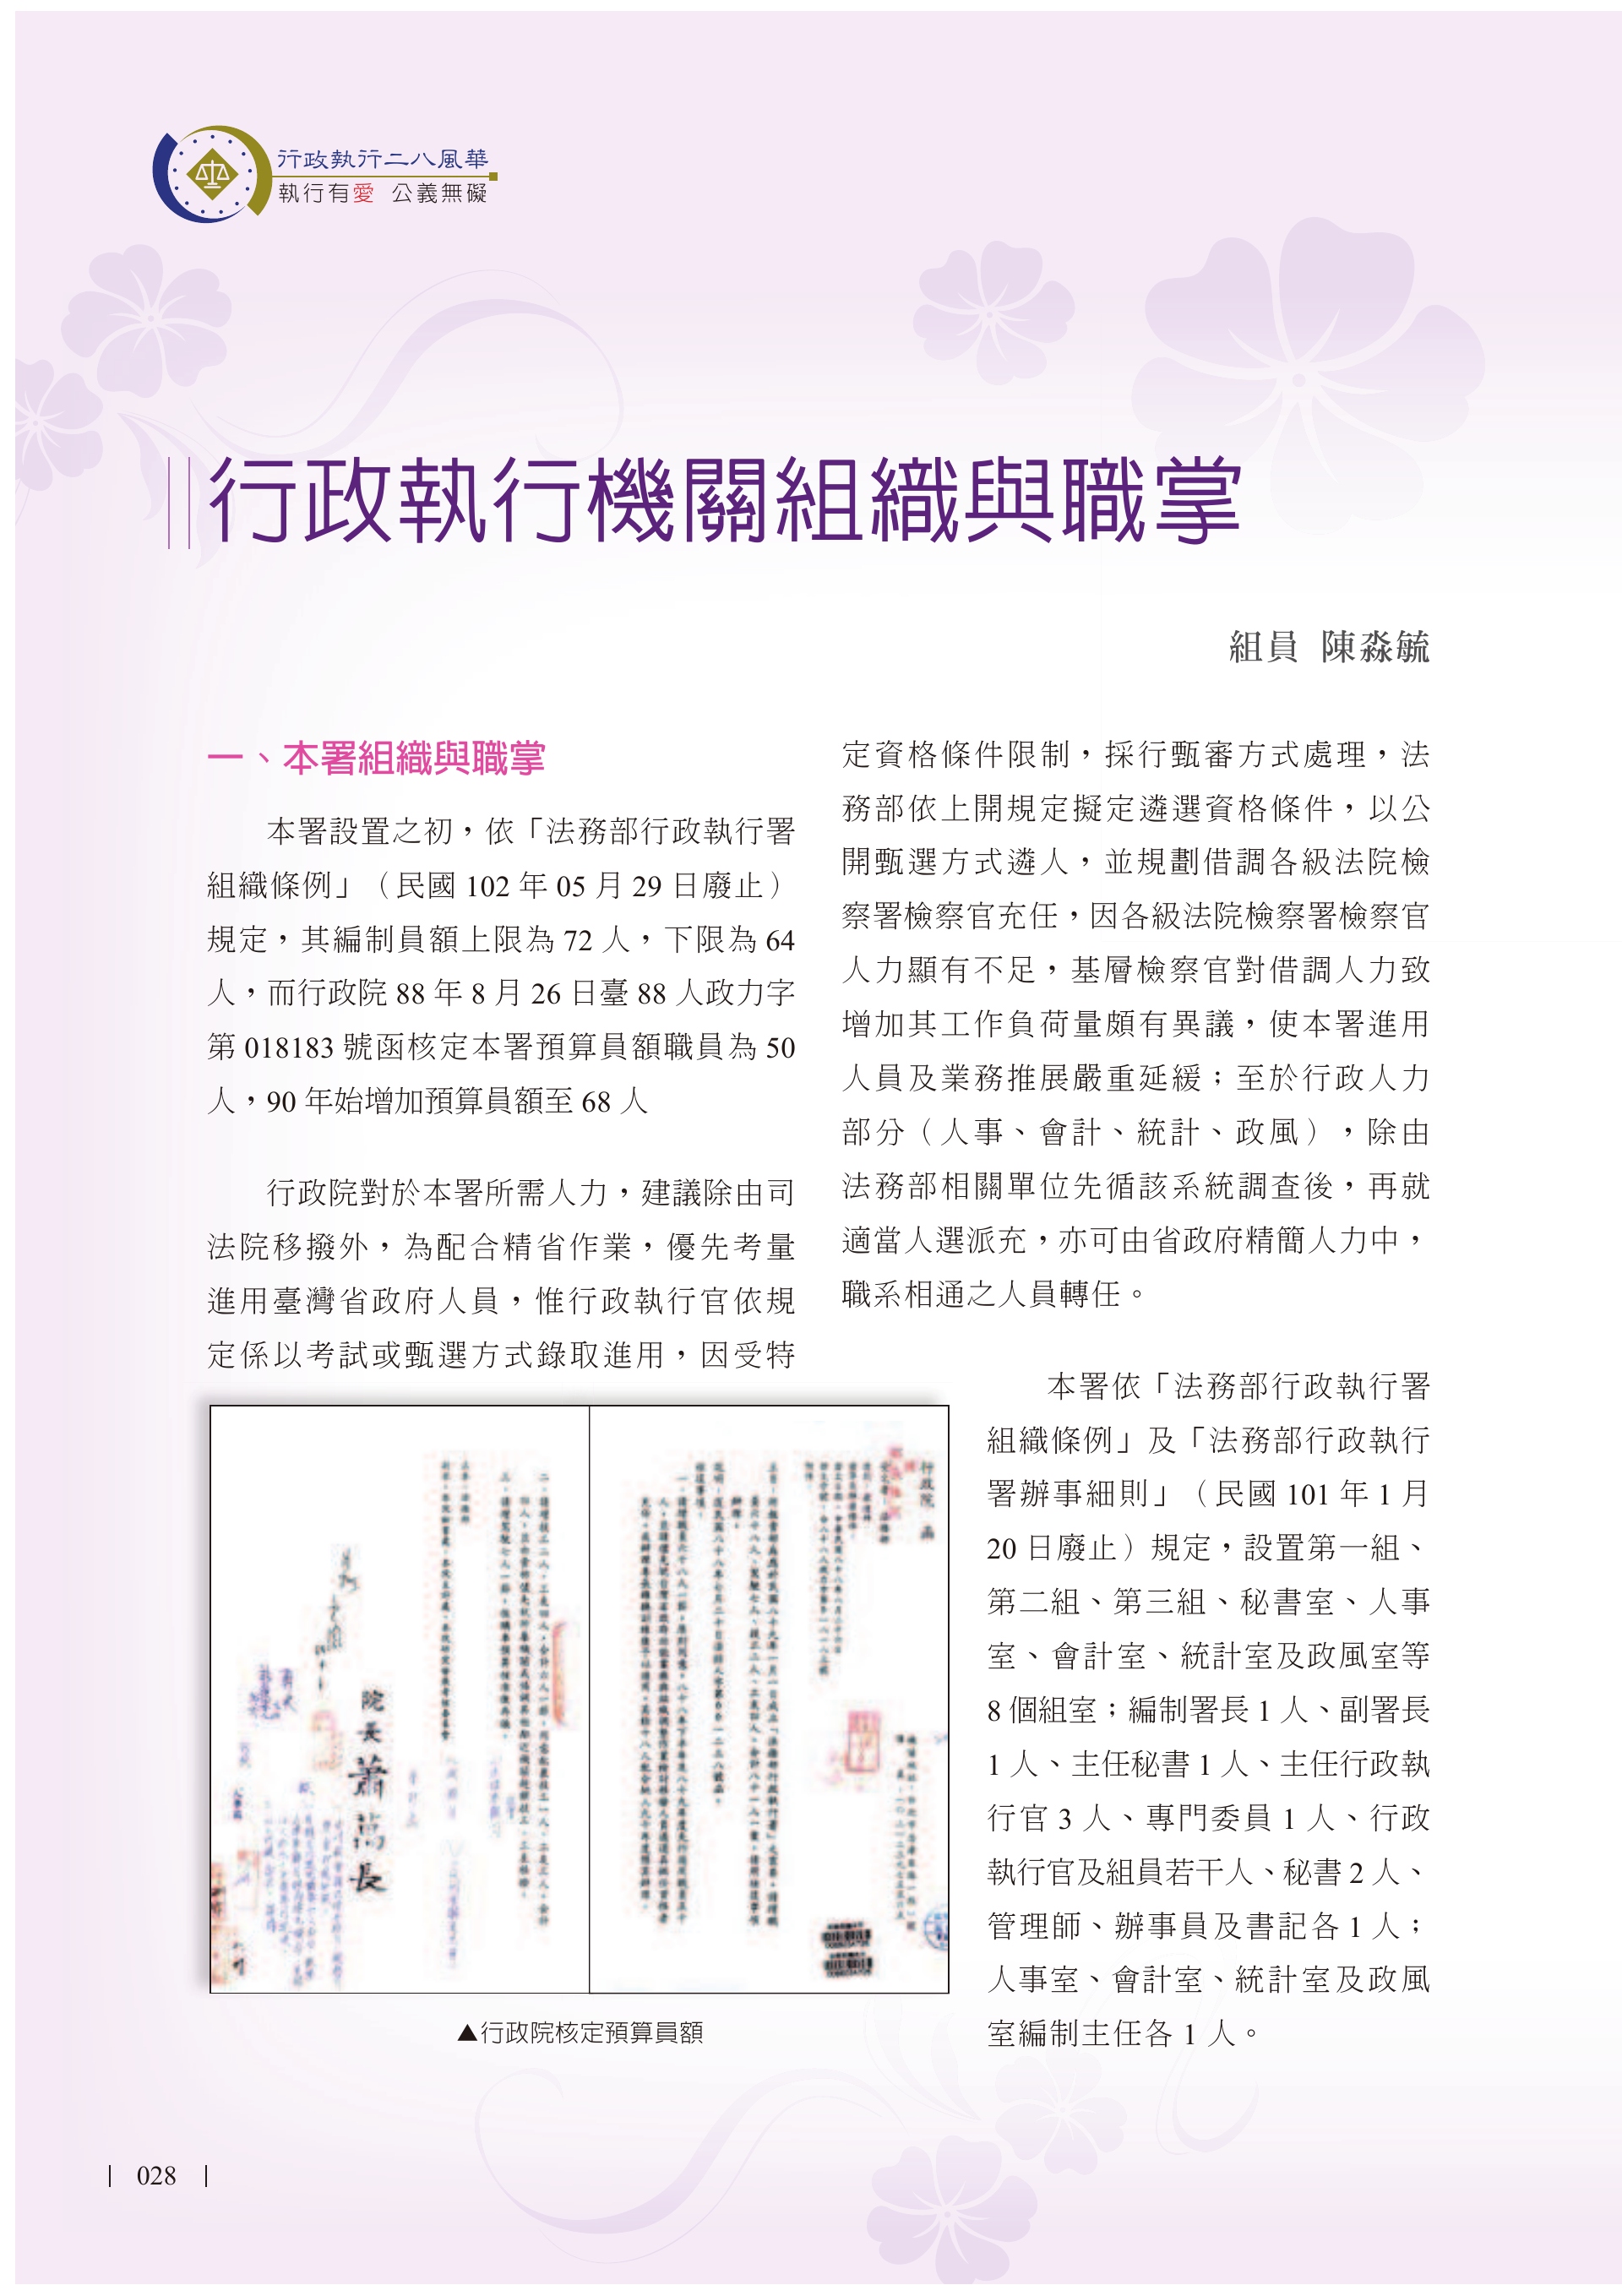 行政執行二八風華
執行有愛 公義無礙
行政執行機關組織與職掌
組員 陳淼毓
一、本署組織與職掌
本署設置之初，依「法務部行政執行署
組織條例」（民國 102 年 05 月 29 日廢止）
規定，其編制員額上限為 72 人，下限為 64
人，而行政院 88 年 8 月 26 日臺 88 人政力字
第 018183 號函核定本署預算員額職員為 50
人，90 年始增加預算員額至 68 人
行政院對於本署所需人力，建議除由司
法院移撥外，為配合精省作業，優先考量
進用臺灣省政府人員，惟行政執行官依規
定係以考試或甄選方式錄取進用，因受特
定資格條件限制，採行甄審方式處理，法
務部依上開規定擬定遴選資格條件，以公
開甄選方式遴人，並規劃借調各級法院檢
察署檢察官充任，因各級法院檢察署檢察官
人力顯有不足，基層檢察官對借調人力致
增加其工作負荷量頗有異議，使本署進用
人員及業務推展嚴重延緩；至於行政人力
部分（人事、會計、統計、政風），除由
法務部相關單位先循該系統調查後，再就
適當人選派充，亦可由省政府精簡人力中，
職系相通之人員轉任。
本署依「法務部行政執行署
組織條例」及「法務部行政執行
署辦事細則」（民國 101 年 1 月
20 日廢止）規定，設置第一組、
第二組、第三組、秘書室、人事
室、會計室、統計室及政風室等
8 個組室；編制署長 1 人、副署長
1 人、主任秘書 1 人、主任行政執
行官 3 人、專門委員 1 人、行政
執行官及組員若干人、秘書 2 人、
管理師、辦事員及書記各 1 人；
人事室、會計室、統計室及政風
室編制主任各 1 人。
行政院 函
院長 蕭萬長
▲行政院核定預算員額
028